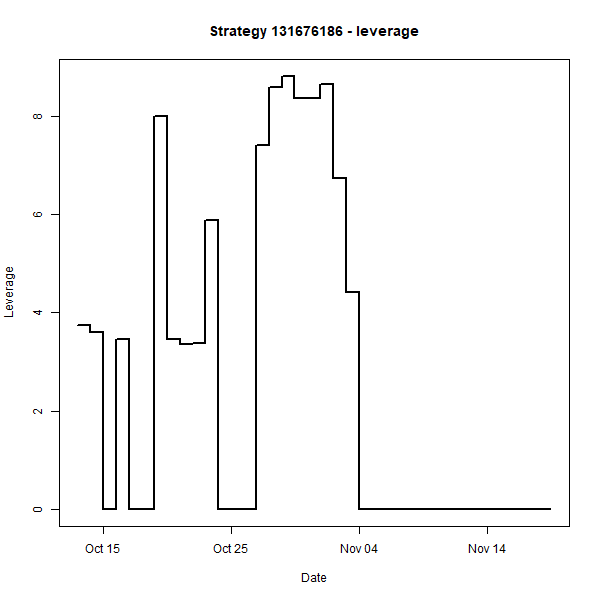 Strategy 131676186 - leverage
Leverage
8
6
4
2
0
Oct 15
Oct 25
Nov 04
Nov 14
Date